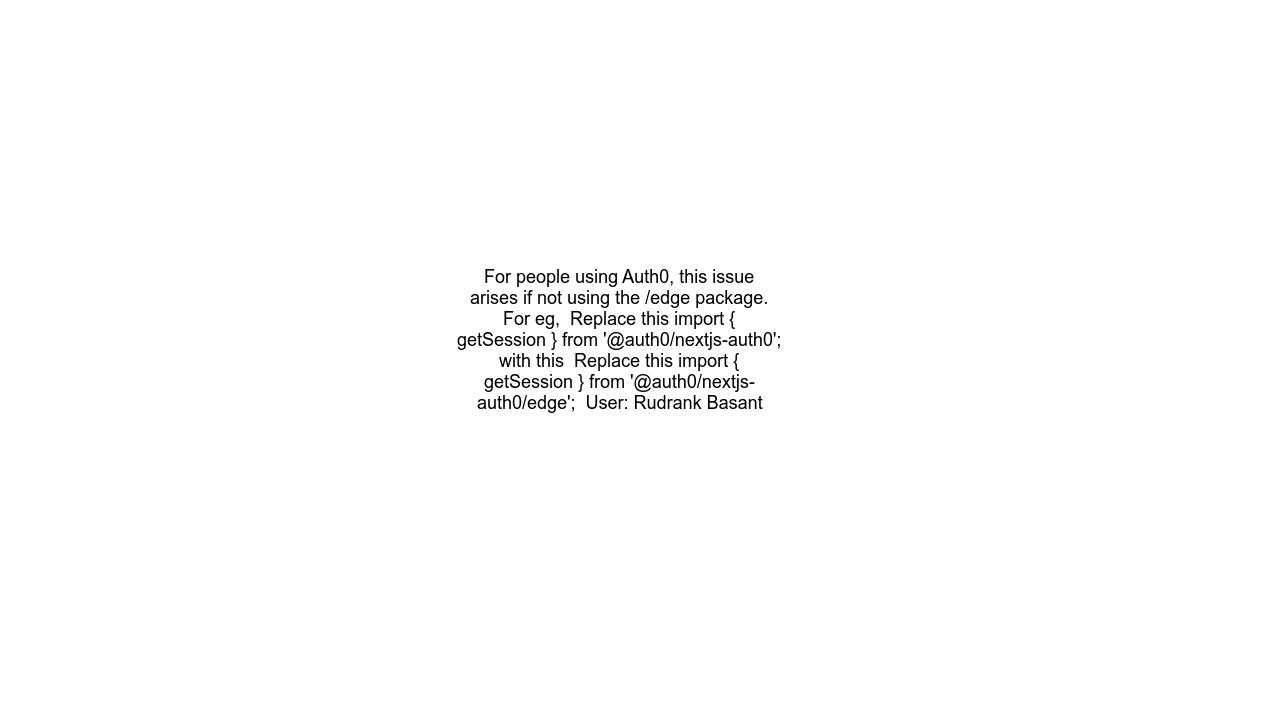 For people using Auth0, this issue
arises if not using the /edge package.
For eg,  Replace this import {
getSession } from '@auth0/nextjs-auth0';
with this  Replace this import {
getSession } from '@auth0/nextjs-
auth0/edge';  User: Rudrank Basant